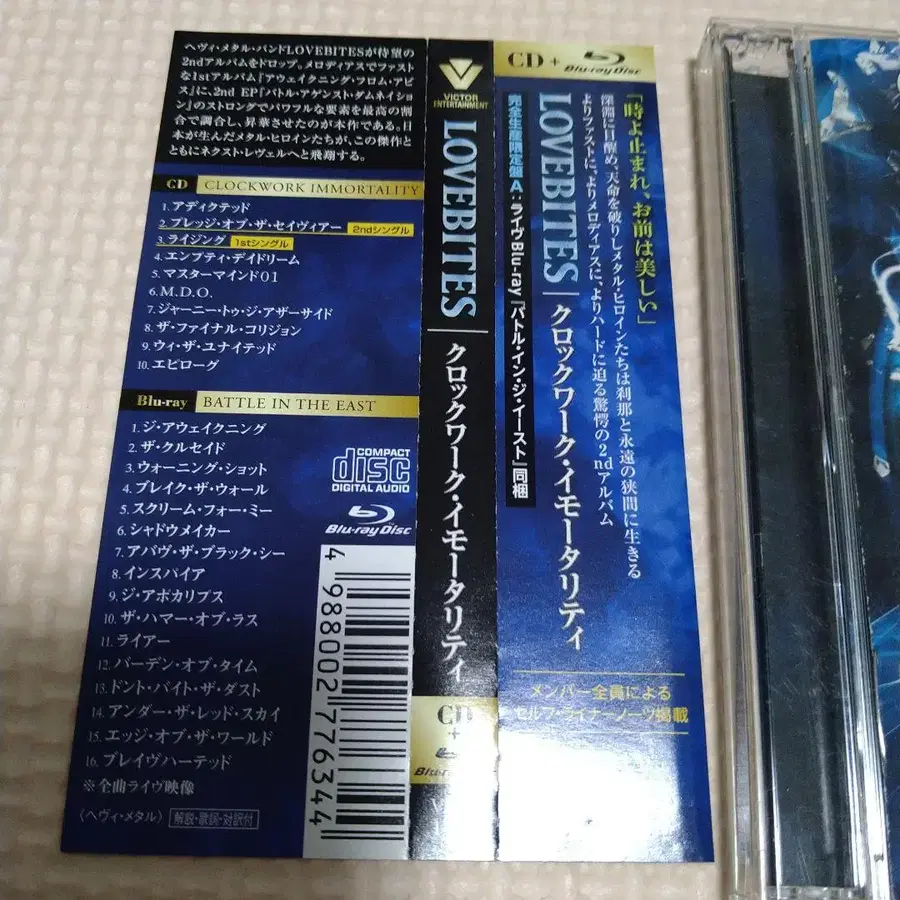 ヘヴィ・メタル・バンドLOVEBITESが待望の
2ndアルバムをドロップ。メロディアスでファスト
な1stアルバム『アウェイクニング・フロム・アビ
ス』に、2nd EP『バトル・アゲンスト・ダムネイショ
ン』のストロングでパワフルな要素を最高の割
合で調合し、昇華させたのが本作である。日
本が生んだメタル・ヒロインたちが、この傑作と
ともにネクスト・レヴェルへと飛翔する。
CD CLOCKWORK IMMORTALITY
1.アディクテッド
2.プレッジ・オブ・ザ・セイヴィアー 2ndシングル
3.ライジング 1stシングル
4.エンプティ・デイドリーム
5.マスターマインド01
6.M.D.O.
7.ジャーニー・トゥ・ジ・アザーサイド
8.ザ・ファイナル・コリジョン
9.ウィ・ザ・ユナイテッド
10.エピローグ
Blu-ray BATTLE IN THE EAST
1.ジ・アウェイクニング
2.ザ・クルセイド
3.ウォーニング・ショット
4.ブレイク・ザ・ウォール
5.スクリーム・フォー・ミー
6.シャドウメイカー
7.アバヴ・ザ・ブラック・シー
8.インスパイア
9.ジ・アポカリプス
10.ザ・ハマー・オブ・ラス
11.ライアー
12.バーデン・オブ・タイム
13.ドント・バイト・ザ・ダスト
14.アンダー・ザ・レッド・スカイ
15.エッジ・オブ・ザ・ワールド
16.ブレイヴハーテッド
※全曲ライヴ映像
〈ヘヴィ・メタル〉 解説・歌詞・対訳付
COMPACT
disc
DIGITAL AUDIO
Blu-ray Disc
4 988002 776344
VICTOR
ENTERTAINMENT
LOVEBITES
クロックワーク・イモータリティ
CD
+
Blu-ray Disc
CD + Blu-ray Disc
「時よ止まれ、お前は美しい」
深淵に目醒め、天命を破りしメタル・ヒロインたちは刹那と永遠の狭間に生きる
よりファストに、よりメロディアスに、よりハードに迫る驚愕の2ndアルバム
LOVEBITES クロックワーク・イモータリティ
完全生産限定盤A:ライヴBlu-ray「バトル・イン・ジ・イースト」同梱
メンバー全員による
セルフ・ライナーノーツ掲載